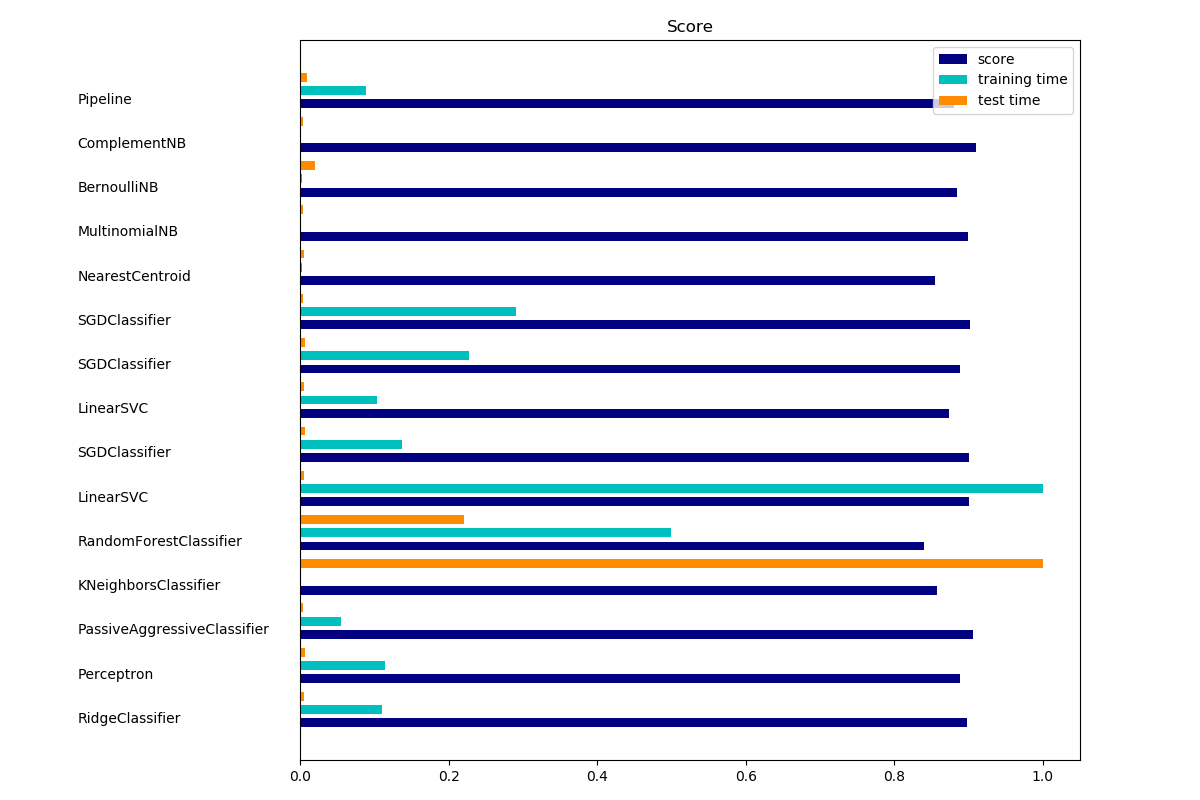 Score
score
training time
test time
Pipeline
ComplementNB
BernoulliNB
MultinomialNB
NearestCentroid
SGDClassifier
SGDClassifier
LinearSVC
SGDClassifier
LinearSVC
RandomForestClassifier
KNeighborsClassifier
PassiveAggressiveClassifier
Perceptron
RidgeClassifier
0.0 0.2 0.4 0.6 0.8 1.0